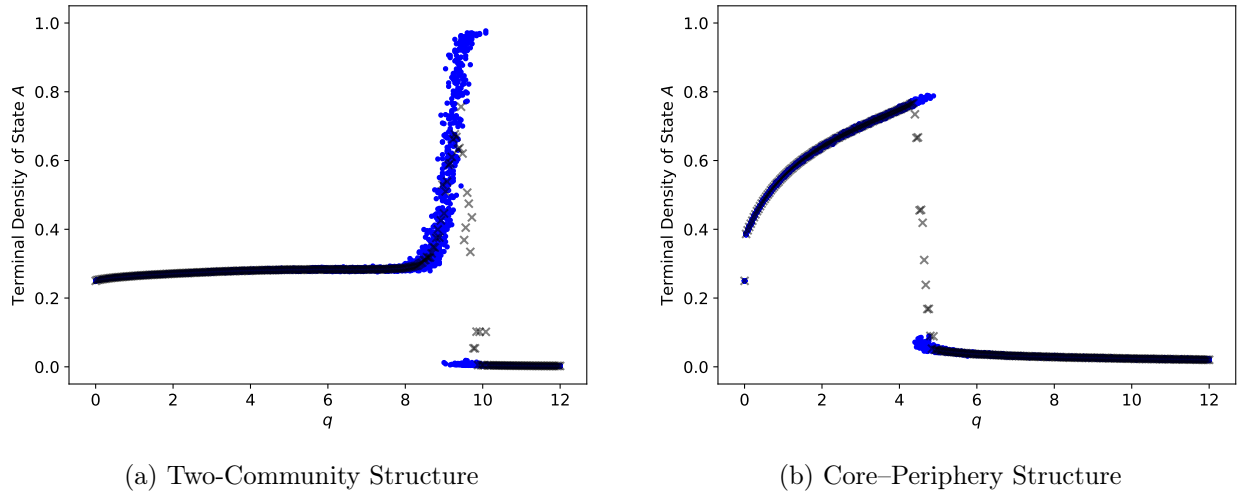 1.0
0.8
0.6
0.4
0.2
0.0
Terminal Density of State A
0 2 4 6 8 10 12
q
(a) Two-Community Structure
1.0
0.8
0.6
0.4
0.2
0.0
Terminal Density of State A
0 2 4 6 8 10 12
q
(b) Core–Periphery Structure